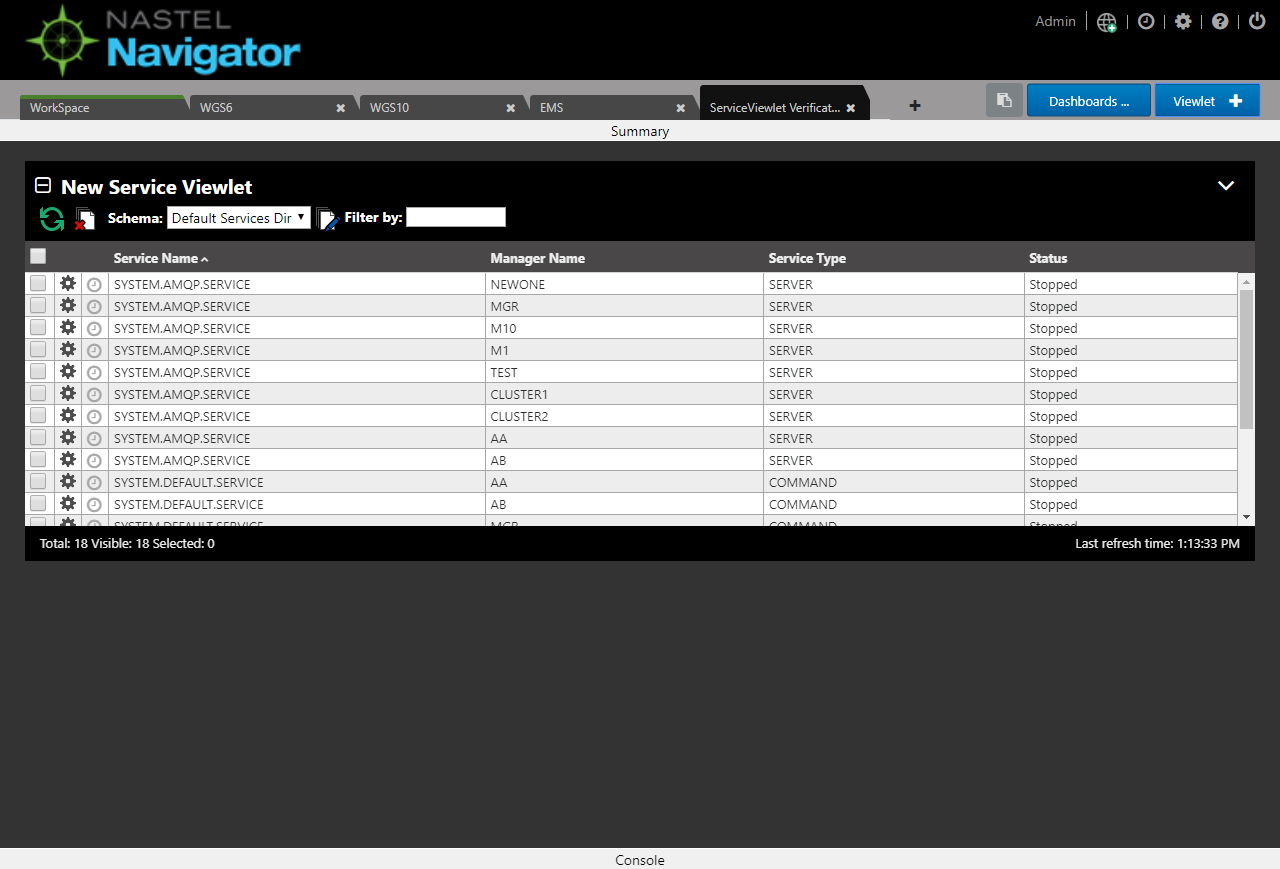 NASTEL
Navigator
Admin
WorkSpace
WGS6
WGS10
EMS
ServiceViewlet Verificat...
Dashboards ...
Viewlet
Summary
New Service Viewlet
Schema: Default Services Dir Filter by:
Service Name Manager Name Service Type Status
SYSTEM.AMQP.SERVICE NEWONE SERVER Stopped
SYSTEM.AMQP.SERVICE MGR SERVER Stopped
SYSTEM.AMQP.SERVICE M10 SERVER Stopped
SYSTEM.AMQP.SERVICE M1 SERVER Stopped
SYSTEM.AMQP.SERVICE TEST SERVER Stopped
SYSTEM.AMQP.SERVICE CLUSTER1 SERVER Stopped
SYSTEM.AMQP.SERVICE CLUSTER2 SERVER Stopped
SYSTEM.AMQP.SERVICE AA SERVER Stopped
SYSTEM.AMQP.SERVICE AB SERVER Stopped
SYSTEM.DEFAULT.SERVICE AA COMMAND Stopped
SYSTEM.DEFAULT.SERVICE AB COMMAND Stopped
SYSTEM.DEFAULT.SERVICE MGR COMMAND Stopped
Total: 18 Visible: 18 Selected: 0
Last refresh time: 1:13:33 PM
Console